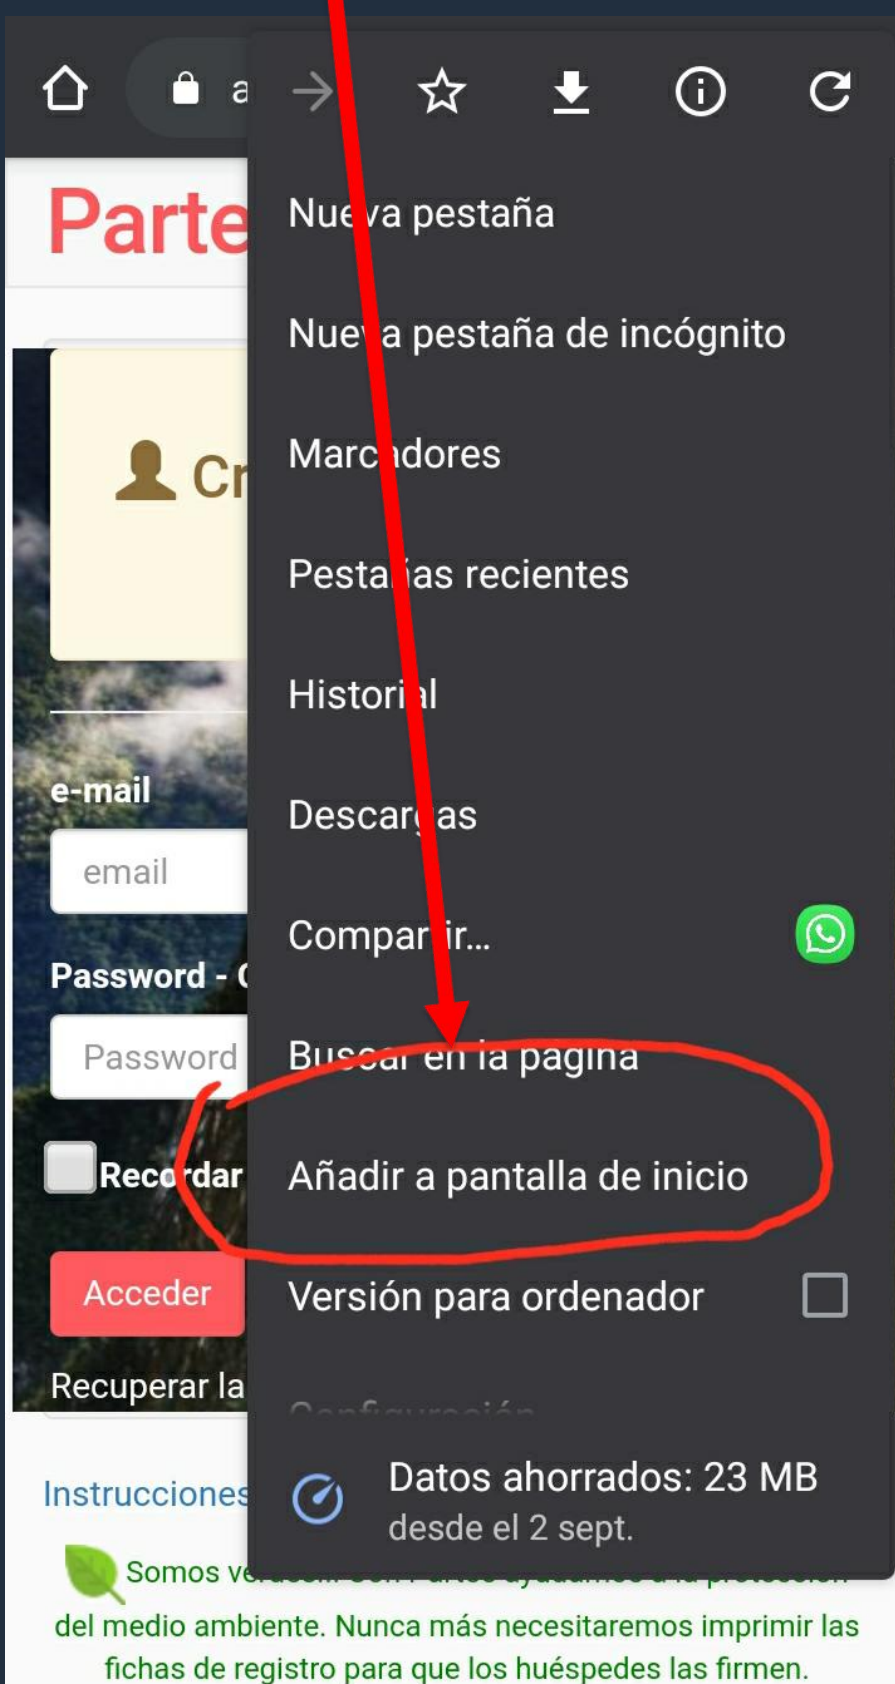 a
Parte
Nueva pestaña
Nueva pestaña de incógnito
Cr
Marcadores
Pestañas recientes
Historial
e-mail
Descargas
email
Compartir...
Password -
Password
Buscar en la página
Recordar
Añadir a pantalla de inicio
Acceder
Versión para ordenador
Recuperar la
Configuración
Instrucciones
Datos ahorrados: 23 MB
desde el 2 sept.
Somos
del medio ambiente. Nunca más necesitaremos imprimir las
fichas de registro para que los huéspedes las firmen.